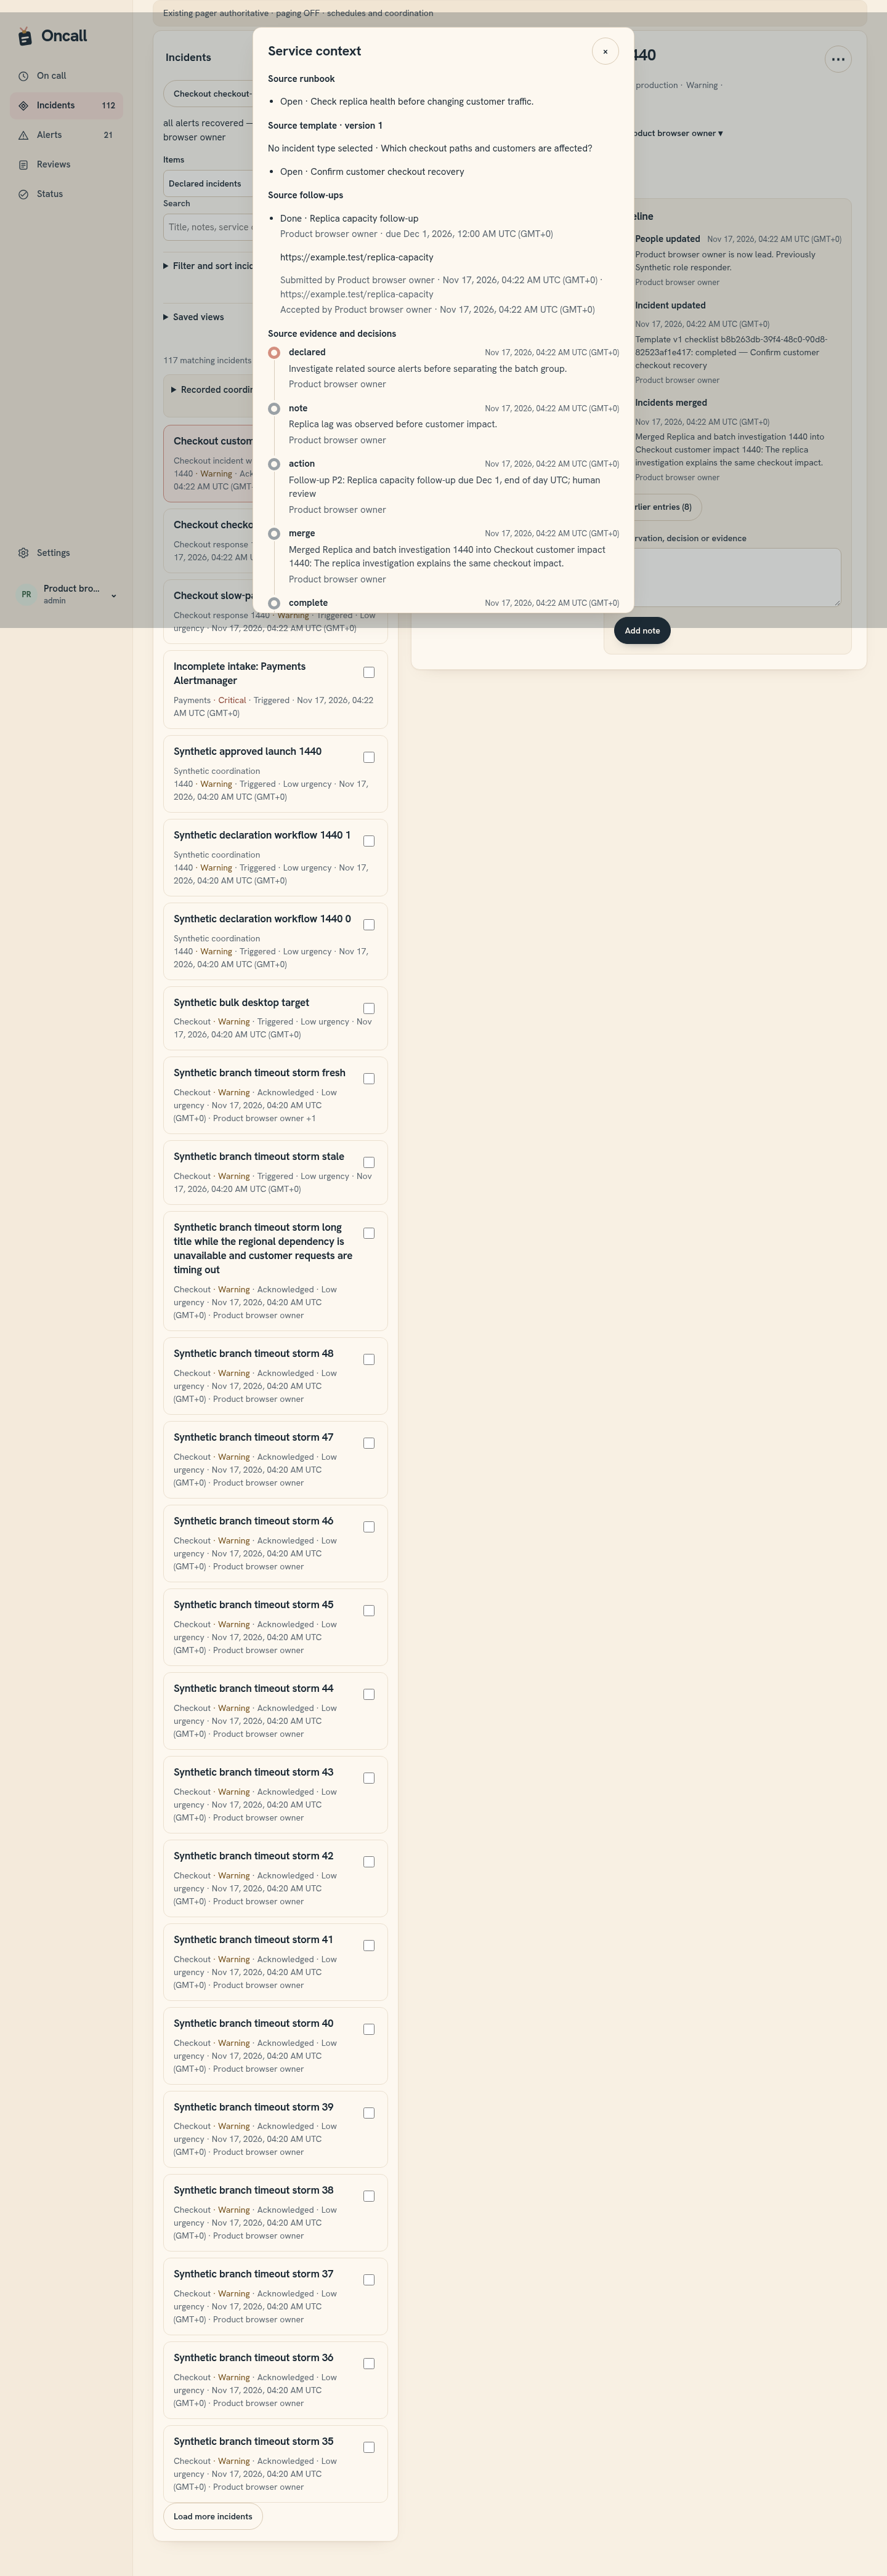 Existing pager authoritative · paging OFF · schedules and coordination
Oncall
On call
Incidents 112
Alerts 21
Reviews
Status
Settings
PR
Product bro...
admin
Incidents
Checkout checkout-
all alerts recovered —
browser owner
Items
Declared incidents
Search
Title, notes, service
Filter and sort inci
Saved views
117 matching incidents
Recorded coordin
Checkout custom
Checkout incident w
1440 · Warning · Ack
04:22 AM UTC (GMT
Checkout checko
Checkout response
17, 2026, 04:22 AM U
Checkout slow-pa
Checkout response 1440 · Warning · Triggered · Low
urgency · Nov 17, 2026, 04:22 AM UTC (GMT+0)
Incomplete intake: Payments
Alertmanager
Payments · Critical · Triggered · Nov 17, 2026, 04:22
AM UTC (GMT+0)
Synthetic approved launch 1440
Synthetic coordination
1440 · Warning · Triggered · Low urgency · Nov 17,
2026, 04:20 AM UTC (GMT+0)
Synthetic declaration workflow 1440 1
Synthetic coordination
1440 · Warning · Triggered · Low urgency · Nov 17,
2026, 04:20 AM UTC (GMT+0)
Synthetic declaration workflow 1440 0
Synthetic coordination
1440 · Warning · Triggered · Low urgency · Nov 17,
2026, 04:20 AM UTC (GMT+0)
Synthetic bulk desktop target
Checkout · Warning · Triggered · Low urgency · Nov
17, 2026, 04:20 AM UTC (GMT+0)
Synthetic branch timeout storm fresh
Checkout · Warning · Acknowledged · Low
urgency · Nov 17, 2026, 04:20 AM UTC
(GMT+0) · Product browser owner +1
Synthetic branch timeout storm stale
Checkout · Warning · Triggered · Low urgency · Nov
17, 2026, 04:20 AM UTC (GMT+0)
Synthetic branch timeout storm long
title while the regional dependency is
unavailable and customer requests are
timing out
Checkout · Warning · Acknowledged · Low
urgency · Nov 17, 2026, 04:20 AM UTC
(GMT+0) · Product browser owner
Synthetic branch timeout storm 48
Checkout · Warning · Acknowledged · Low
urgency · Nov 17, 2026, 04:20 AM UTC
(GMT+0) · Product browser owner
Synthetic branch timeout storm 47
Checkout · Warning · Acknowledged · Low
urgency · Nov 17, 2026, 04:20 AM UTC
(GMT+0) · Product browser owner
Synthetic branch timeout storm 46
Checkout · Warning · Acknowledged · Low
urgency · Nov 17, 2026, 04:20 AM UTC
(GMT+0) · Product browser owner
Synthetic branch timeout storm 45
Checkout · Warning · Acknowledged · Low
urgency · Nov 17, 2026, 04:20 AM UTC
(GMT+0) · Product browser owner
Synthetic branch timeout storm 44
Checkout · Warning · Acknowledged · Low
urgency · Nov 17, 2026, 04:20 AM UTC
(GMT+0) · Product browser owner
Synthetic branch timeout storm 43
Checkout · Warning · Acknowledged · Low
urgency · Nov 17, 2026, 04:20 AM UTC
(GMT+0) · Product browser owner
Synthetic branch timeout storm 42
Checkout · Warning · Acknowledged · Low
urgency · Nov 17, 2026, 04:20 AM UTC
(GMT+0) · Product browser owner
Synthetic branch timeout storm 41
Checkout · Warning · Acknowledged · Low
urgency · Nov 17, 2026, 04:20 AM UTC
(GMT+0) · Product browser owner
Synthetic branch timeout storm 40
Checkout · Warning · Acknowledged · Low
urgency · Nov 17, 2026, 04:20 AM UTC
(GMT+0) · Product browser owner
Synthetic branch timeout storm 39
Checkout · Warning · Acknowledged · Low
urgency · Nov 17, 2026, 04:20 AM UTC
(GMT+0) · Product browser owner
Synthetic branch timeout storm 38
Checkout · Warning · Acknowledged · Low
urgency · Nov 17, 2026, 04:20 AM UTC
(GMT+0) · Product browser owner
Synthetic branch timeout storm 37
Checkout · Warning · Acknowledged · Low
urgency · Nov 17, 2026, 04:20 AM UTC
(GMT+0) · Product browser owner
Synthetic branch timeout storm 36
Checkout · Warning · Acknowledged · Low
urgency · Nov 17, 2026, 04:20 AM UTC
(GMT+0) · Product browser owner
Synthetic branch timeout storm 35
Checkout · Warning · Acknowledged · Low
urgency · Nov 17, 2026, 04:20 AM UTC
(GMT+0) · Product browser owner
Load more incidents
Service context
×
Source runbook
• Open · Check replica health before changing customer traffic.
Source template · version 1
No incident type selected · Which checkout paths and customers are affected?
• Open · Confirm customer checkout recovery
Source follow-ups
• Done · Replica capacity follow-up
Product browser owner · due Dec 1, 2026, 12:00 AM UTC (GMT+0)
https://example.test/replica-capacity
Submitted by Product browser owner · Nov 17, 2026, 04:22 AM UTC (GMT+0) ·
https://example.test/replica-capacity
Accepted by Product browser owner · Nov 17, 2026, 04:22 AM UTC (GMT+0)
Source evidence and decisions
declared Nov 17, 2026, 04:22 AM UTC (GMT+0)
Investigate related source alerts before separating the batch group.
Product browser owner
note Nov 17, 2026, 04:22 AM UTC (GMT+0)
Replica lag was observed before customer impact.
Product browser owner
action Nov 17, 2026, 04:22 AM UTC (GMT+0)
Follow-up P2: Replica capacity follow-up due Dec 1, end of day UTC; human
review
Product browser owner
merge Nov 17, 2026, 04:22 AM UTC (GMT+0)
Merged Replica and batch investigation 1440 into Checkout customer impact
1440: The replica investigation explains the same checkout impact.
Product browser owner
complete Nov 17, 2026, 04:22 AM UTC (GMT+0)
440
production · Warning ·
oduct browser owner ▾
eline
People updated Nov 17, 2026, 04:22 AM UTC (GMT+0)
Product browser owner is now lead. Previously
Synthetic role responder.
Product browser owner
Incident updated
Nov 17, 2026, 04:22 AM UTC (GMT+0)
Template v1 checklist b8b263db-39f4-48c0-90d8-
82523af1e417: completed — Confirm customer
checkout recovery
Product browser owner
Incidents merged
Nov 17, 2026, 04:22 AM UTC (GMT+0)
Merged Replica and batch investigation 1440 into
Checkout customer impact 1440: The replica
investigation explains the same checkout impact.
Product browser owner
rlier entries (8)
rvation, decision or evidence
Add note